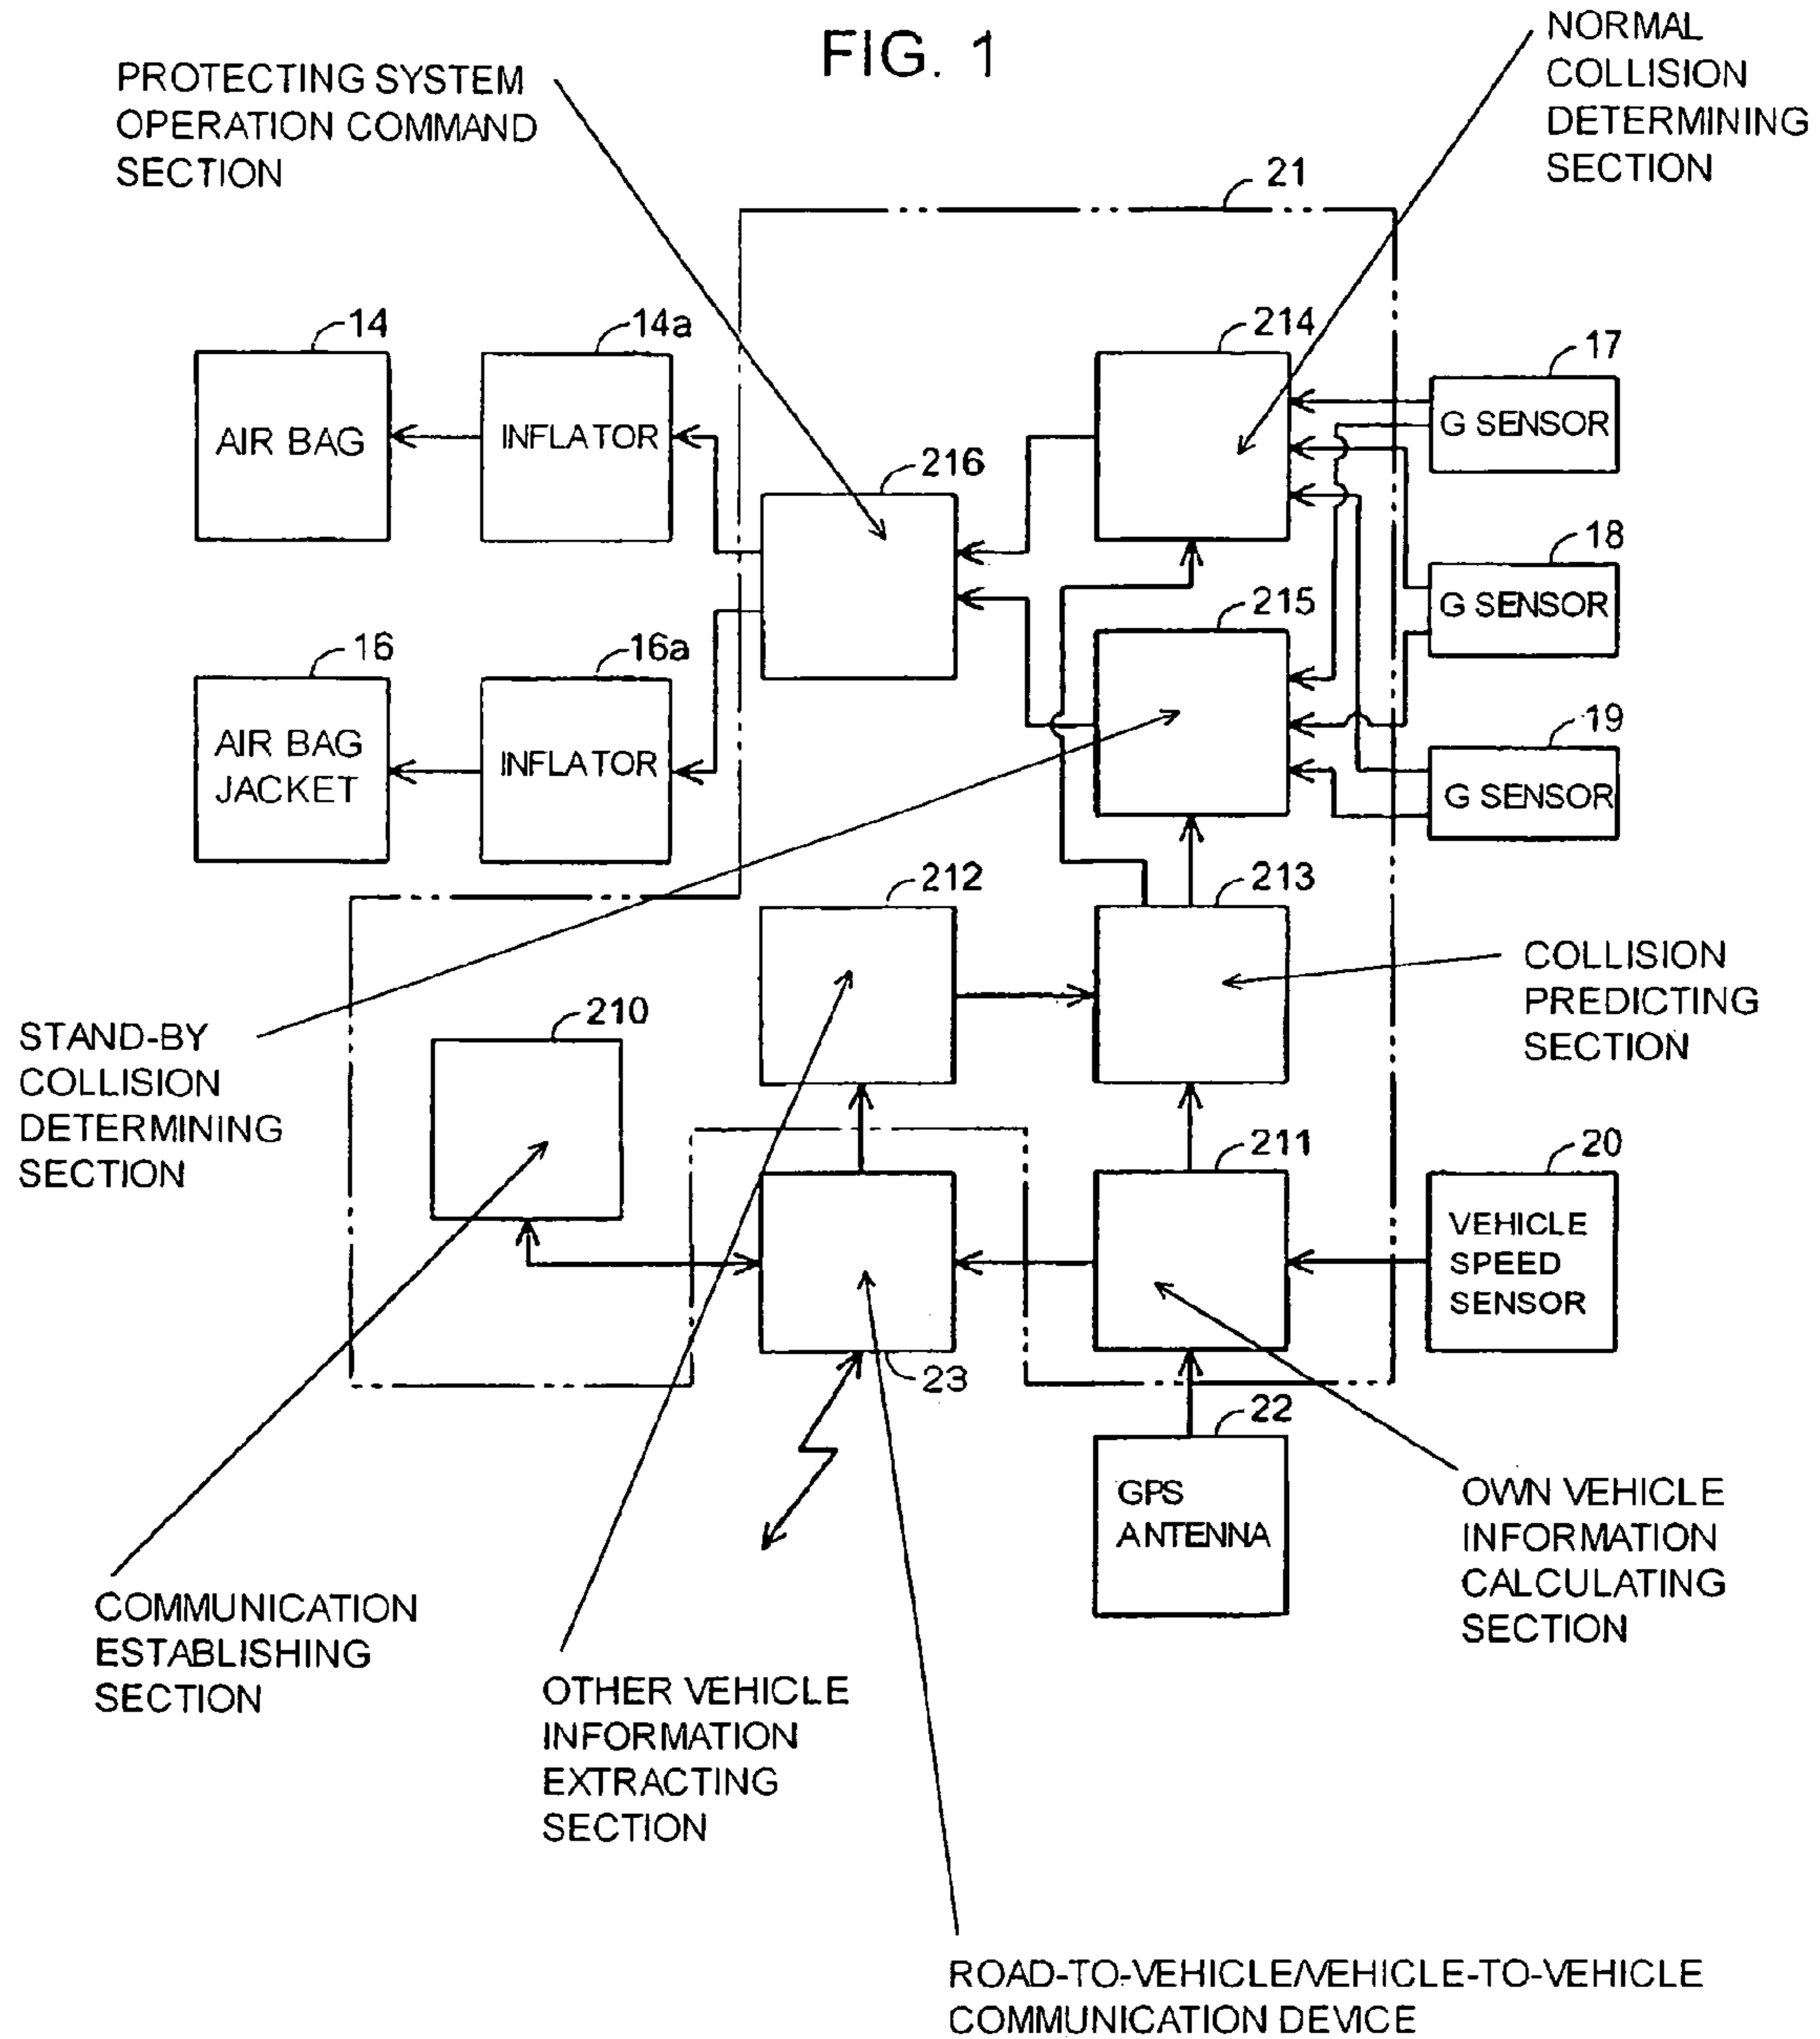 FIG. 1
PROTECTING SYSTEM
OPERATION COMMAND
SECTION
NORMAL
COLLISION
DETERMINING
SECTION
21
14
14a
214
17
AIR BAG
INFLATOR
G SENSOR
216
18
G SENSOR
215
16
16a
AIR BAG
JACKET
INFLATOR
19
G SENSOR
212
213
COLLISION
PREDICTING
SECTION
STAND-BY
COLLISION
DETERMINING
SECTION
210
211
20
VEHICLE
SPEED
SENSOR
23
22
GPS
ANTENNA
OWN VEHICLE
INFORMATION
CALCULATING
SECTION
COMMUNICATION
ESTABLISHING
SECTION
OTHER VEHICLE
INFORMATION
EXTRACTING
SECTION
ROAD-TO-VEHICLE/VEHICLE-TO-VEHICLE
COMMUNICATION DEVICE